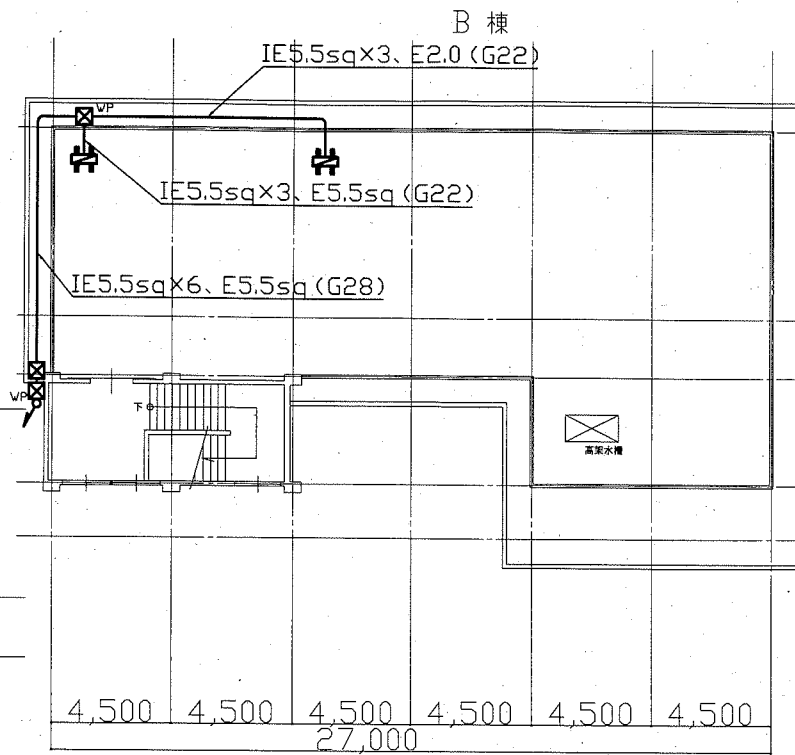 B 棟
IE5.5sq×3、E2.0 (G22)
WP
IE5.5sq×3、E5.5sq (G22)
IE5.5sq×6、E5.5sq (G28)
WP
下
高架水槽
4,500 4,500 4,500 4,500 4,500 4,500
27,000